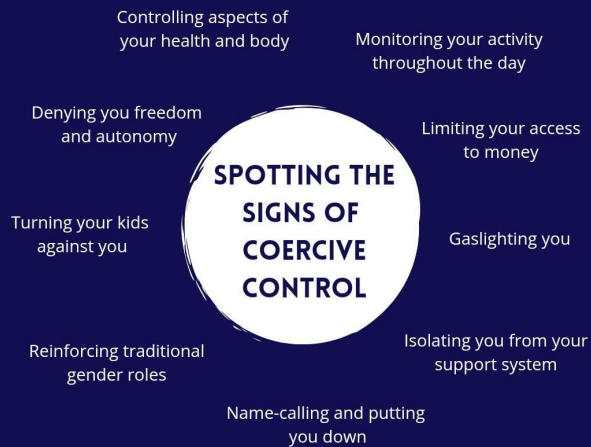 SPOTTING THE
SIGNS OF
COERCIVE
CONTROL
Controlling aspects of
your health and body
Monitoring your activity
throughout the day
Limiting your access
to money
Gaslighting you
Isolating you from your
support system
Name-calling and putting
you down
Reinforcing traditional
gender roles
Turning your kids
against you
Denying you freedom
and autonomy